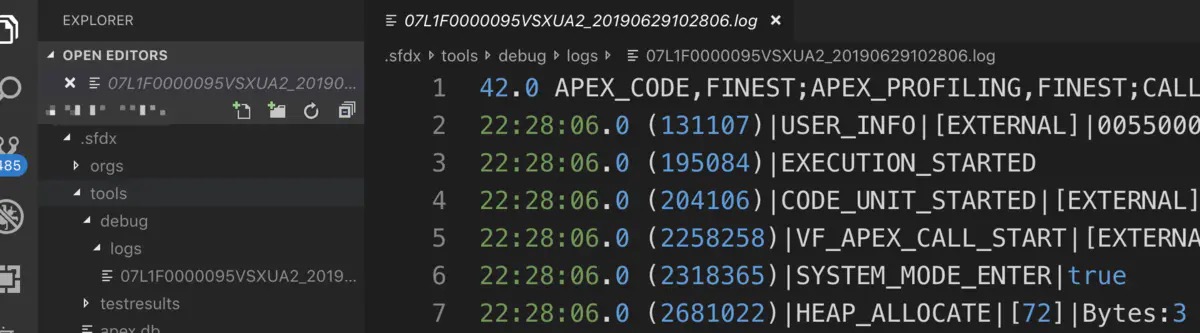 EXPLORER
OPEN EDITORS
07L1F0000095VSXUA2_20190...
.sfdx
orgs
tools
debug
logs
07L1F0000095VSXUA2_2019...
testresults
apex.db
485
07L1F0000095VSXUA2_20190629102806.log
.sfdx tools debug logs 07L1F0000095VSXUA2_20190629102806.log
1 42.0 APEX_CODE,FINEST;APEX_PROFILING,FINEST;CALL
2 22:28:06.0 (131107)|USER_INFO|[EXTERNAL]|0055000
3 22:28:06.0 (195084)|EXECUTION_STARTED
4 22:28:06.0 (204106)|CODE_UNIT_STARTED|[EXTERNAL]
5 22:28:06.0 (2258258)|VF_APEX_CALL_START|[EXTERNA
6 22:28:06.0 (2318365)|SYSTEM_MODE_ENTER|true
7 22:28:06.0 (2681022)|HEAP_ALLOCATE|[72]|Bytes:3